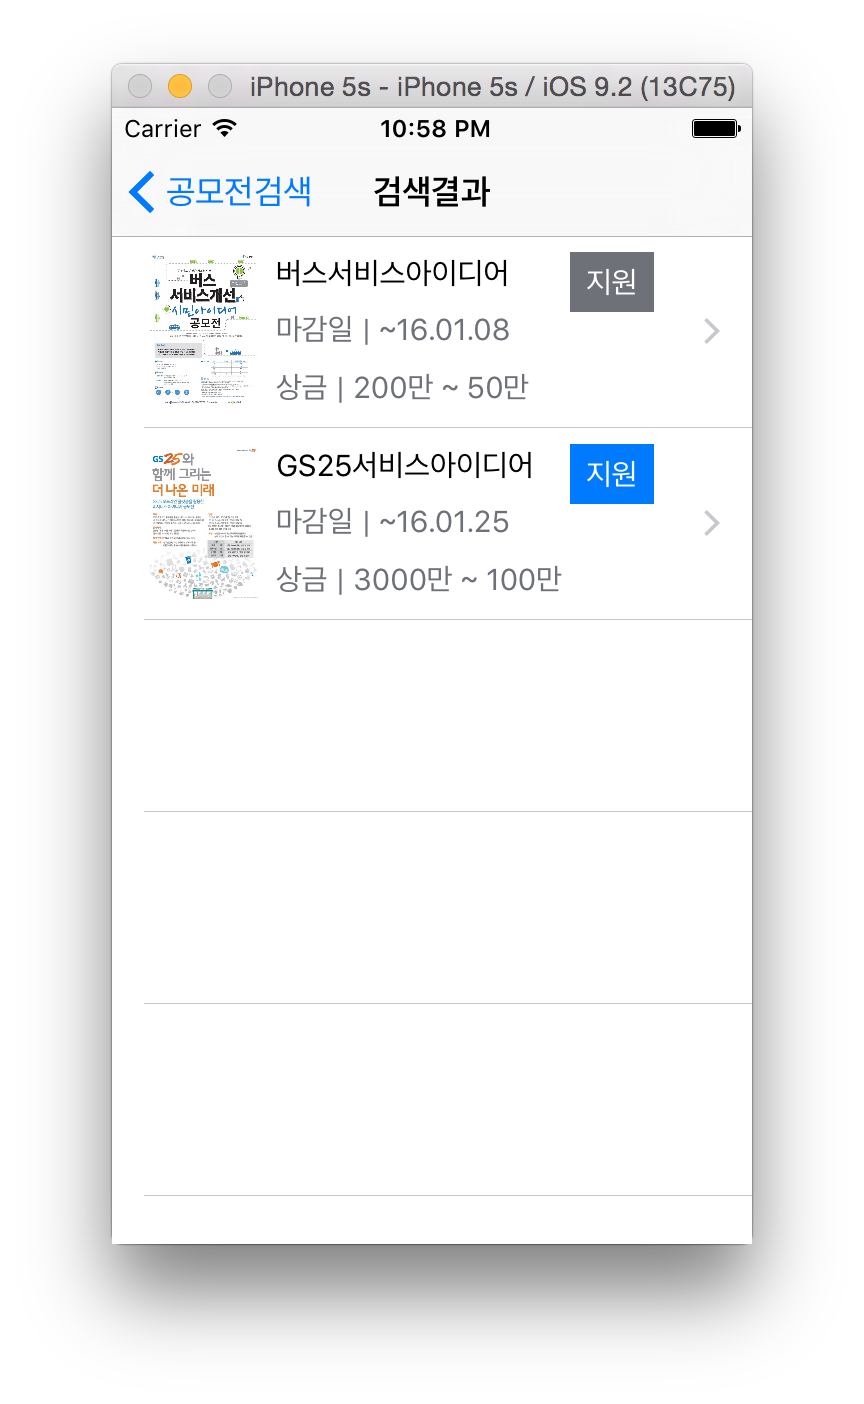 iPhone 5s - iPhone 5s / iOS 9.2 (13C75)
Carrier 10:58 PM
공모전검색 검색결과
버스
서비스개선
시민아이디어
공모전
버스서비스아이디어 지원
마감일 | ~16.01.08
상금 | 200만 ~ 50만
GS25와
함께 그리는
더 나은 미래
GS25서비스아이디어 지원
마감일 | ~16.01.25
상금 | 3000만 ~ 100만